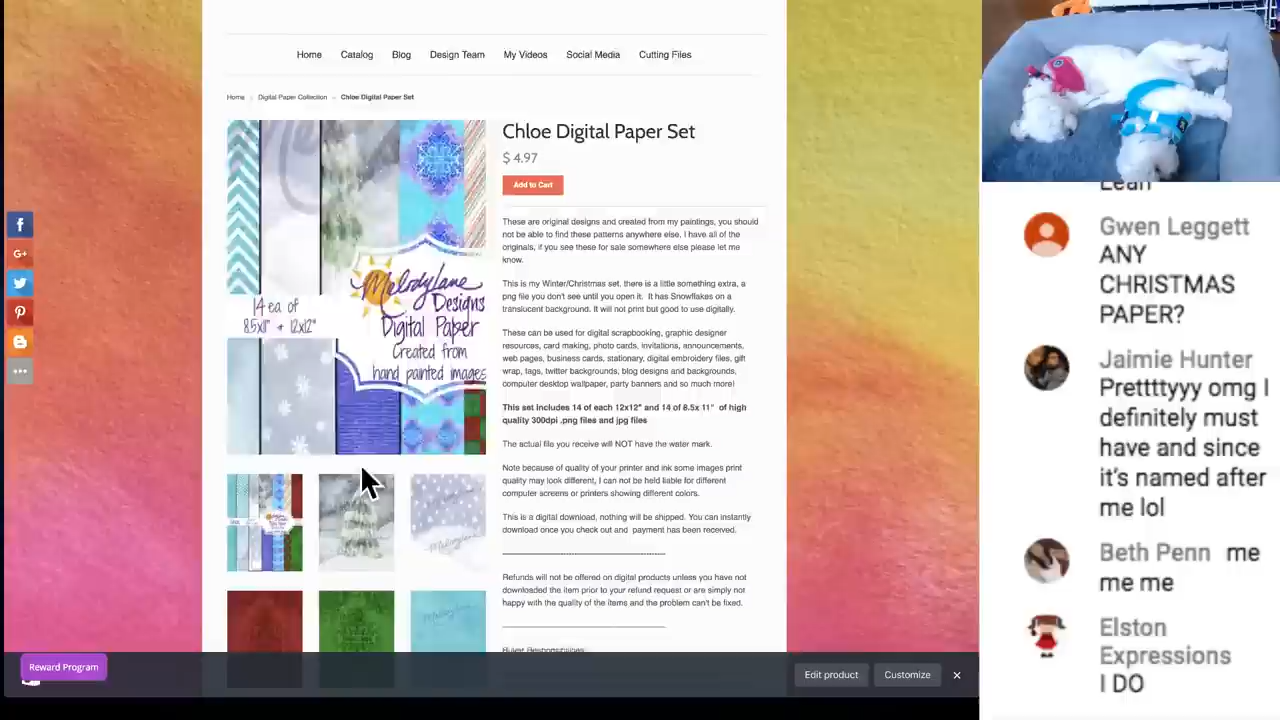 Home Catalog Blog Design Team My Videos Social Media Cutting Files
Home Digital Paper Collection Chloe Digital Paper Set
14 ea of
8.5x11" + 12x12"
MelodyLane
Designs
Digital Paper
Created from
hand painted images
Chloe Digital Paper Set
$ 4.97
Add to Cart
These are original designs and created from my paintings, you should
not be able to find these patterns anywhere else, I have all of the
originals, if you see these for sale somewhere else please let me
know.
This is my Winter/Christmas set, there is a little something extra, a
png file you don't see until you open it. It has Snowflakes on a
translucent background. It will not print but good to use digitally.
These can be used for digital scrapbooking, graphic designer
resources, card making, photo cards, invitations, announcements,
web pages, business cards, stationary, digital embroidery files, gift
wrap, tags, twitter backgrounds, blog designs and backgrounds,
computer desktop wallpaper, party banners and so much more!
This set includes 14 of each 12x12" and 14 of 8.5x 11" of high
quality 300dpi .png files and jpg files
The actual file you receive will NOT have the water mark.
Note because of quality of your printer and ink some images print
quality may look different, I can not be held liable for different
computer screens or printers showing different colors.
This is a digital download, nothing will be shipped. You can instantly
download once you check out and payment has been received.
Refunds will not be offered on digital products unless you have not
downloaded the item prior to your refund request or are simply not
happy with the quality of the items and the problem can't be fixed.
Buyer Responsibilities
Reward Program
Edit product Customize
Leah
Gwen Leggett
ANY
CHRISTMAS
PAPER?
Jaimie Hunter
Prettttyyy omg I
definitely must
have and since
it's named after
me lol
Beth Penn me
me me
Elston
Expressions
I DO